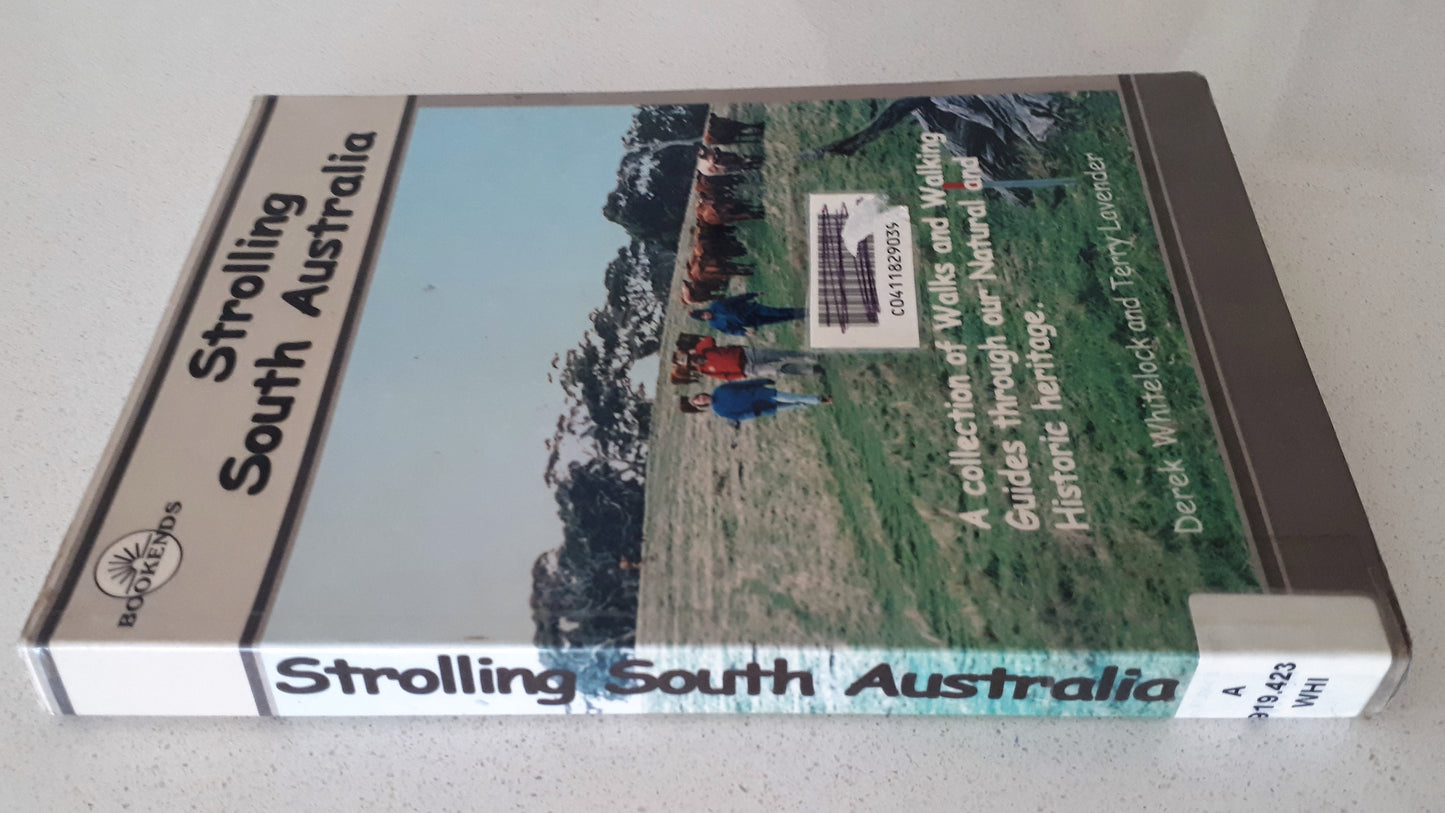 BOOKENDS
Strolling
South Australia
C0411829039
A collection of Walks and Walking
Guides through our Natural and
Historic heritage.
Derek Whitelock and Terry Lavender
Strolling South Australia
A
919.423
WHI